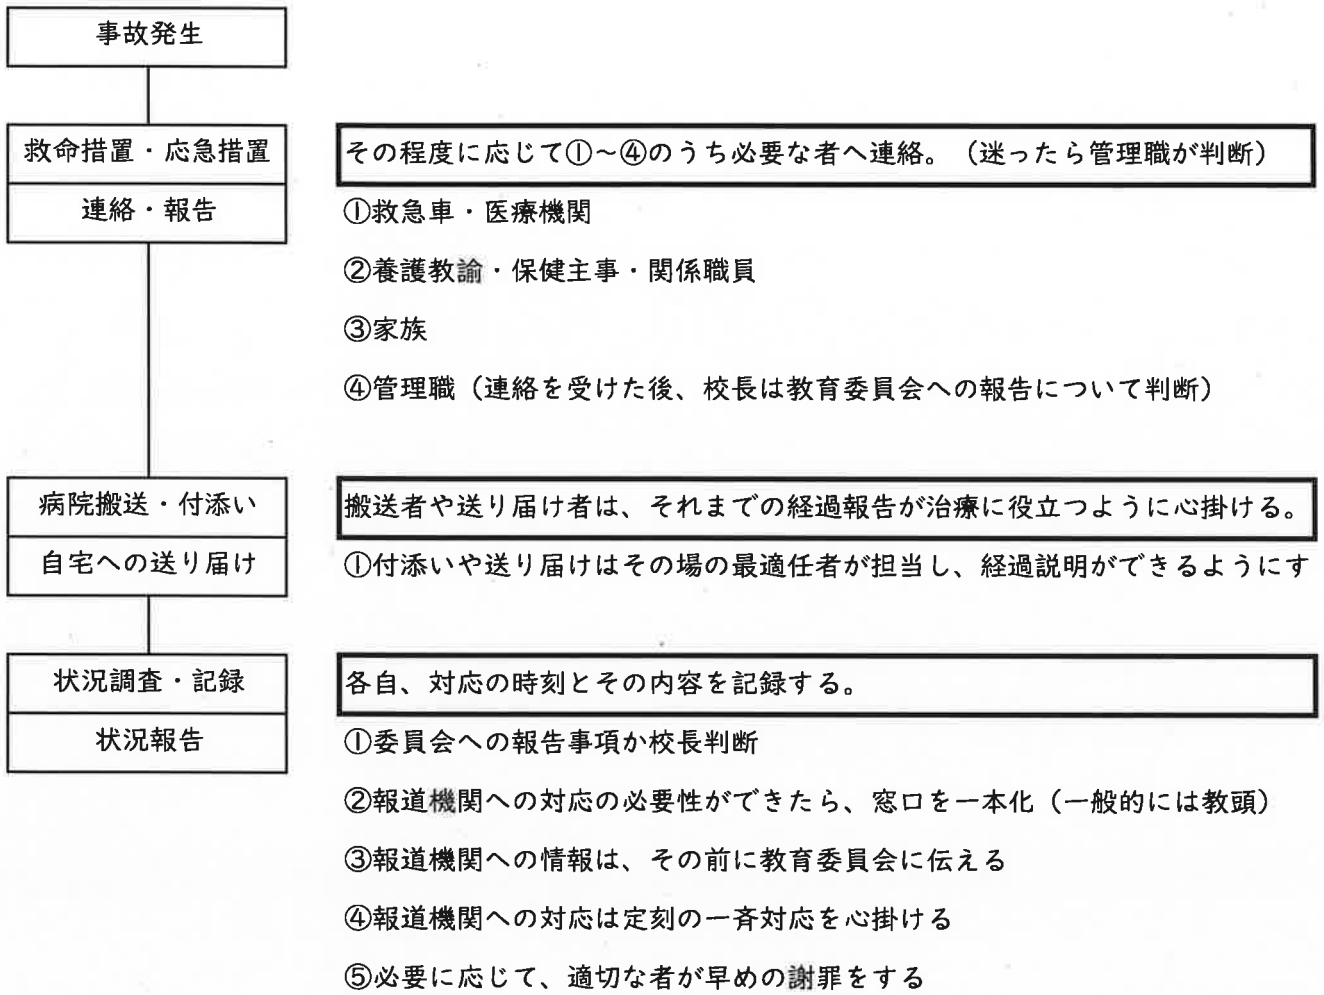 事故発生
救命措置・応急措置
連絡・報告
その程度に応じて①～④のうち必要な者へ連絡。（迷ったら管理職が判断）
①救急車・医療機関
②養護教諭・保健主事・関係職員
③家族
④管理職（連絡を受けた後、校長は教育委員会への報告について判断）
病院搬送・付添い
自宅への送り届け
搬送者や送り届け者は、それまでの経過報告が治療に役立つように心掛ける。
①付添いや送り届けはその場の最適任者が担当し、経過説明ができるようにす
状況調査・記録
状況報告
各自、対応の時刻とその内容を記録する。
①委員会への報告事項か校長判断
②報道機関への対応の必要性ができたら、窓口を一本化（一般的には教頭）
③報道機関への情報は、その前に教育委員会に伝える
④報道機関への対応は定刻の一斉対応を心掛ける
⑤必要に応じて、適切な者が早めの謝罪をする